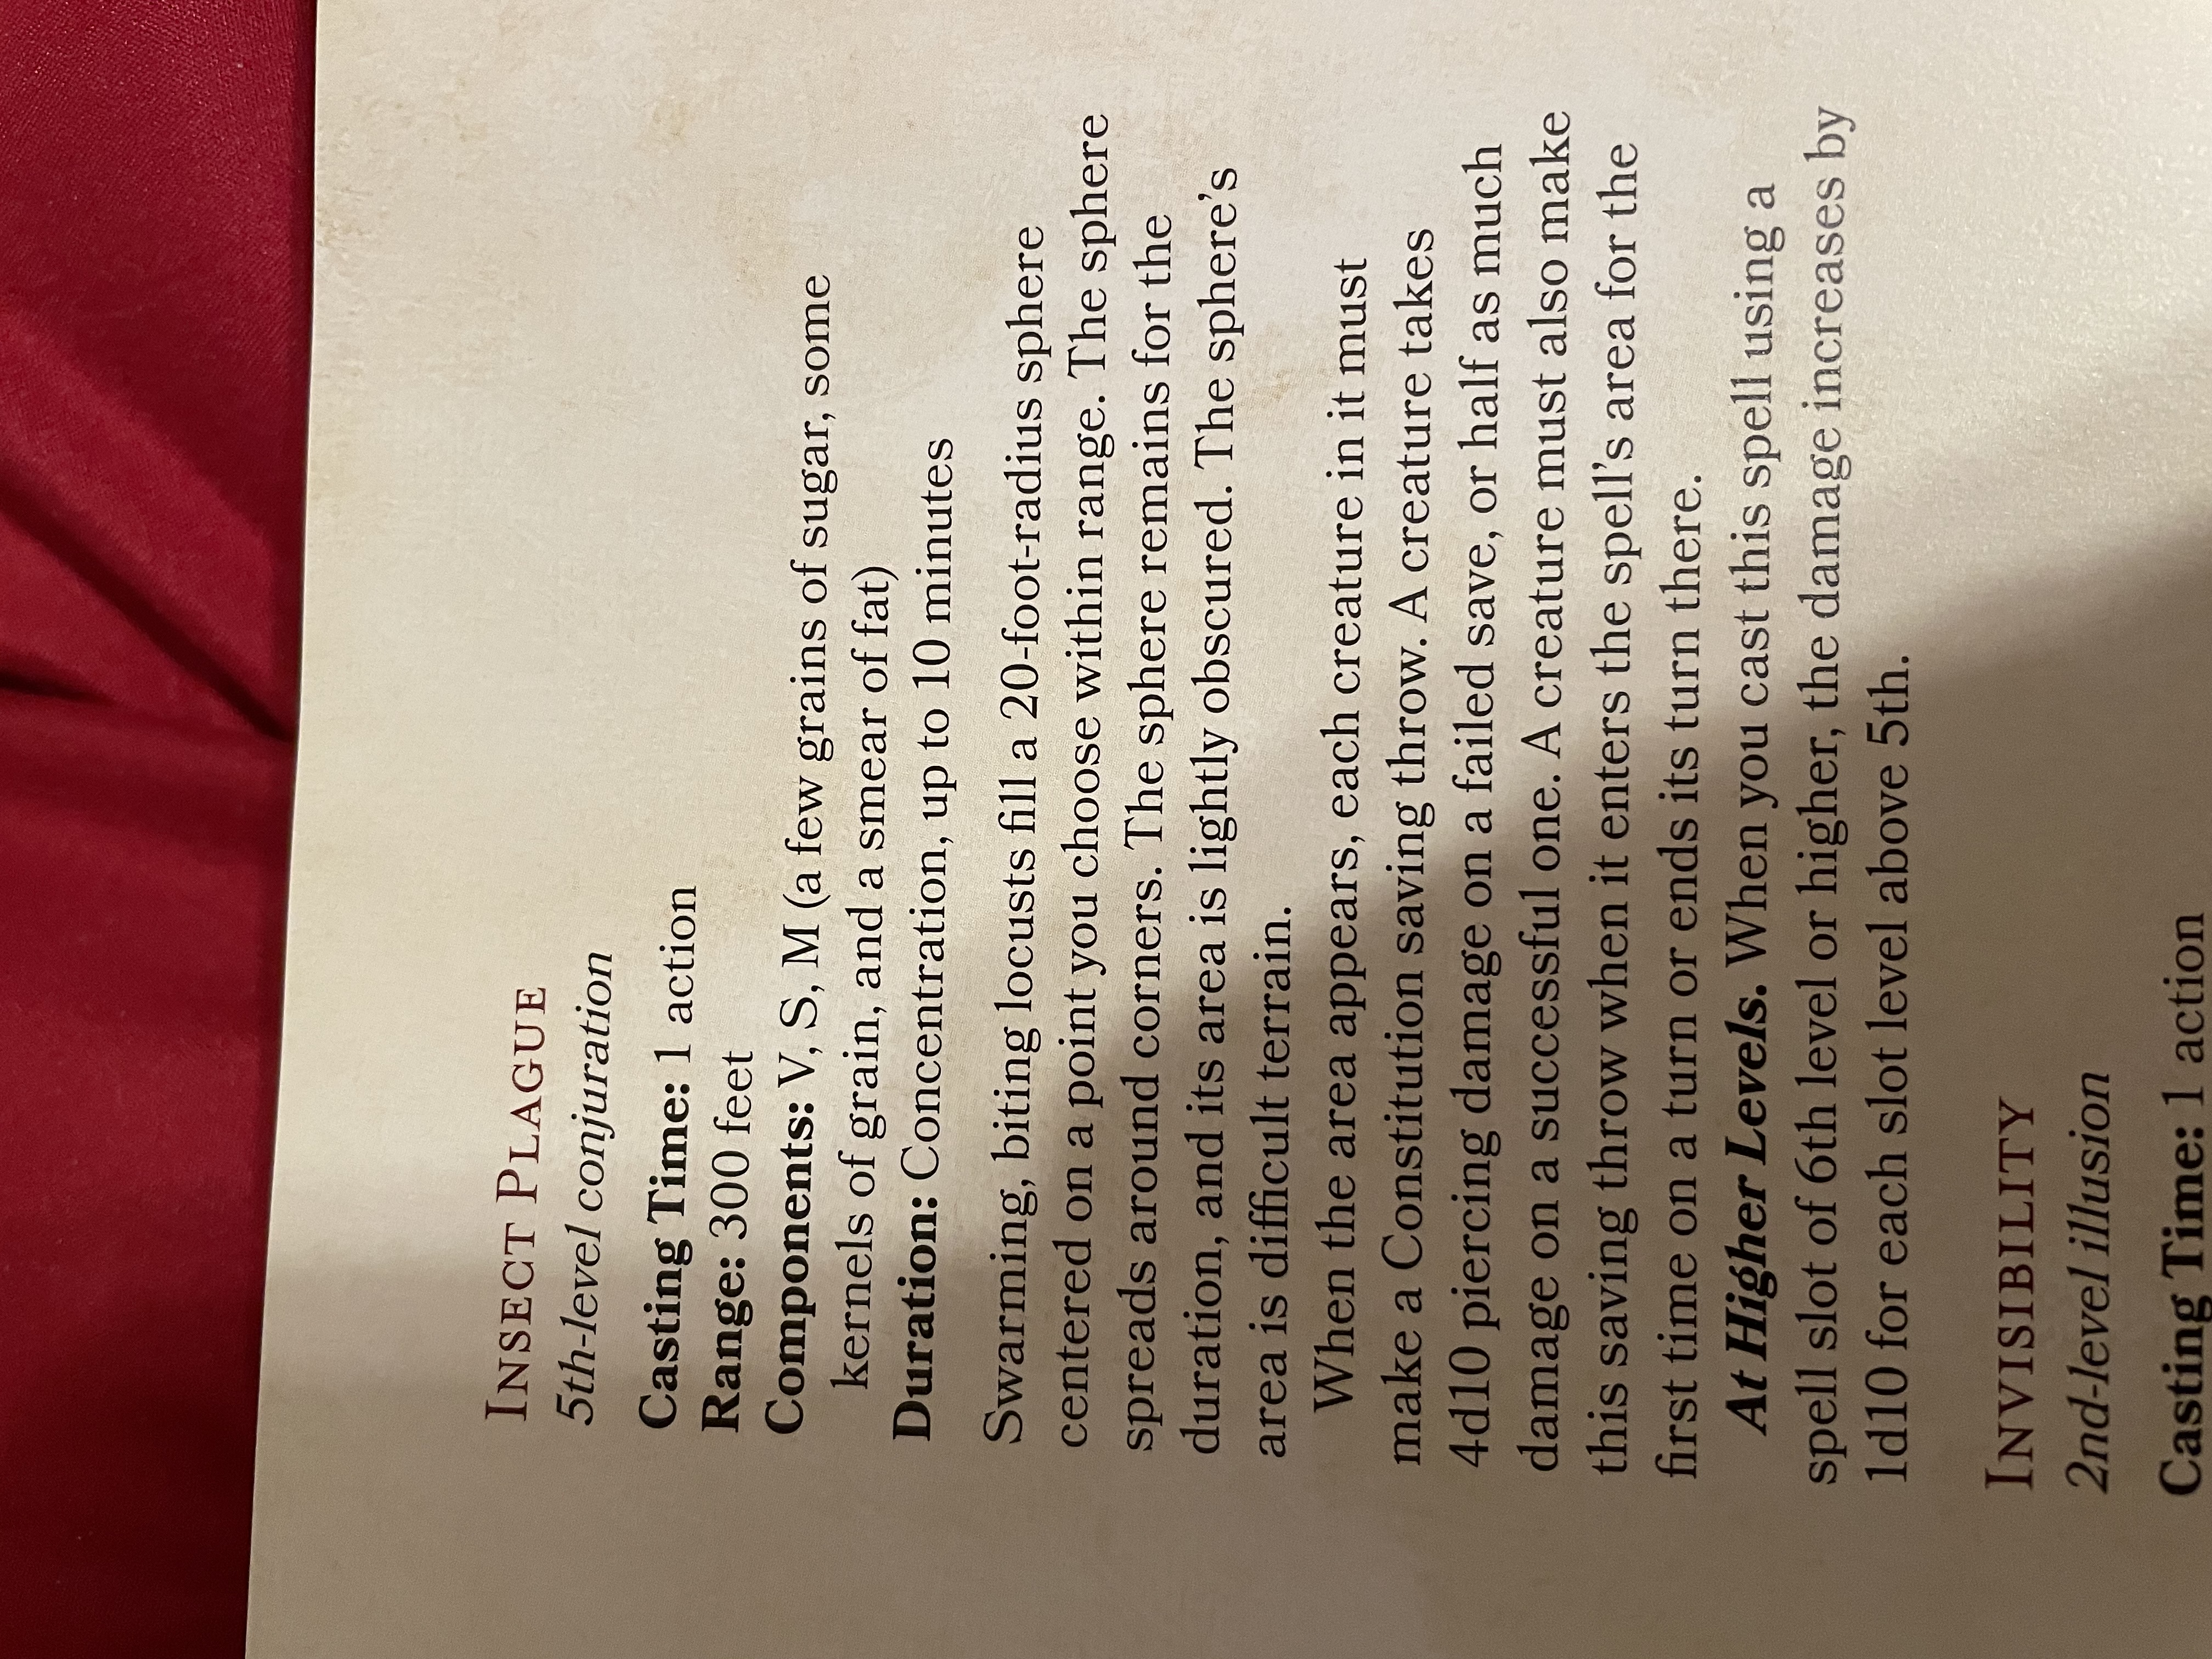 INSECT PLAGUE
5th-level conjuration
Casting Time: 1 action
Range: 300 feet
Components: V, S, M (a few grains of sugar, some
kernels of grain, and a smear of fat)
Duration: Concentration, up to 10 minutes
Swarming, biting locusts fill a 20-foot-radius sphere
centered on a point you choose within range. The sphere
spreads around corners. The sphere remains for the
duration, and its area is lightly obscured. The sphere’s
area is difficult terrain.
When the area appears, each creature in it must
make a Constitution saving throw. A creature takes
4d10 piercing damage on a failed save, or half as much
damage on a successful one. A creature must also make
this saving throw when it enters the spell’s area for the
first time on a turn or ends its turn there.
At Higher Levels. When you cast this spell using a
spell slot of 6th level or higher, the damage increases by
1d10 for each slot level above 5th.
INVISIBILITY
2nd-level illusion
Casting Time: 1 action